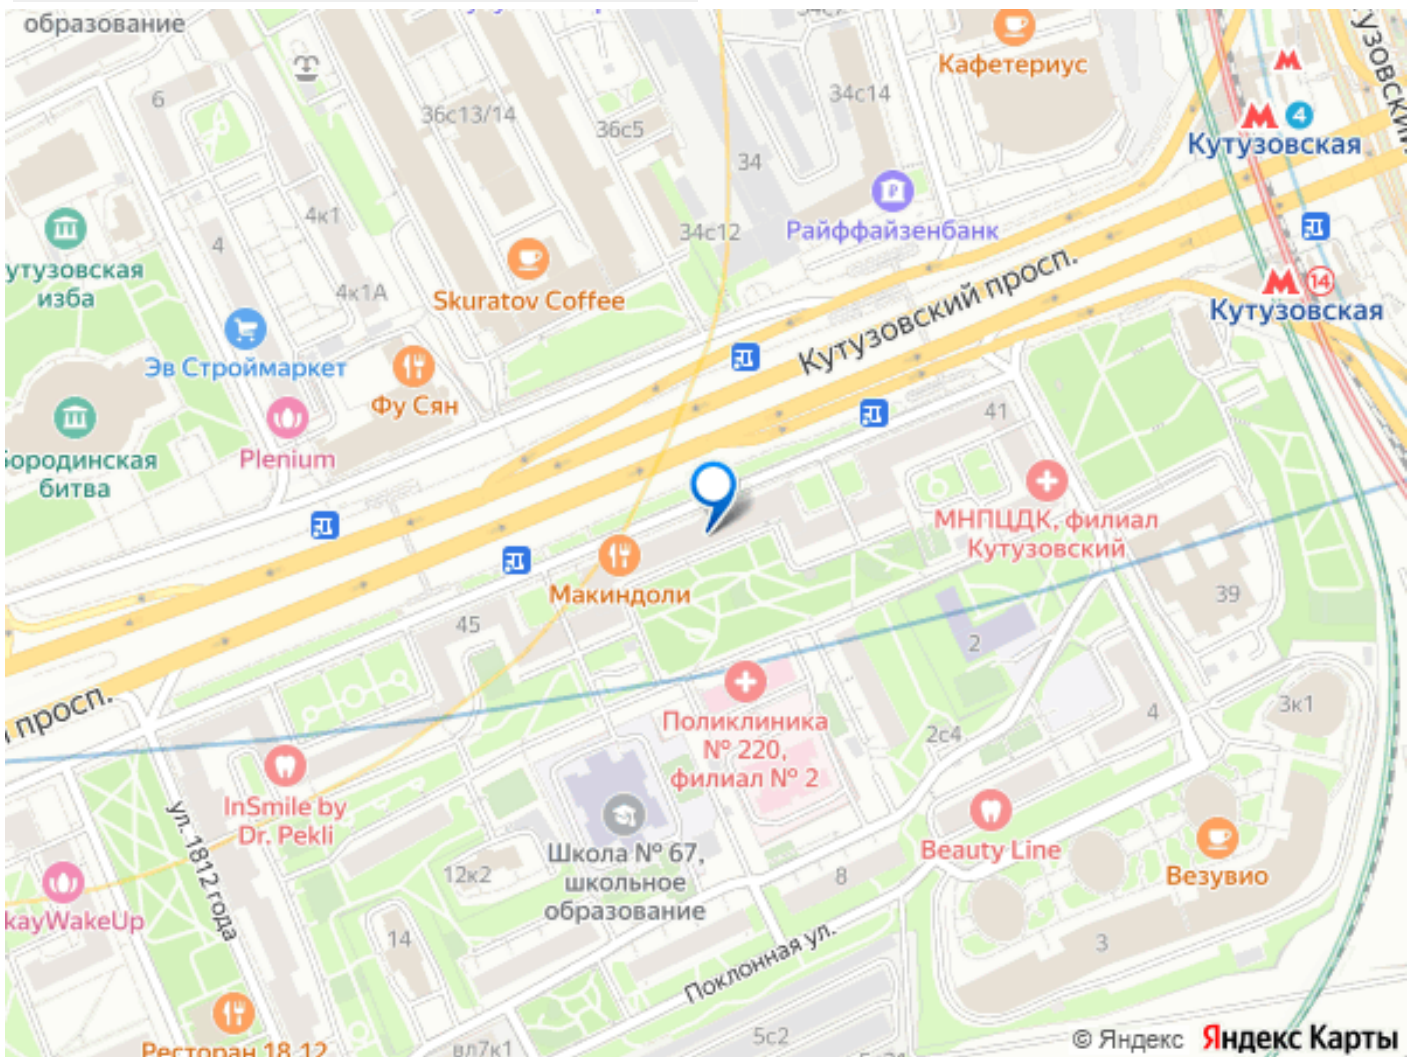 образование
Кафетериус
34с14
36с13/14
36с5
6
34
4
Кутузовская
Райффайзенбанк
34с12
4к1
4
утузовская
изба
4к1А
Skuratov Coffee
Кутузовский просп.
14
Кутузовская
Эв Строймаркет
Фу Сян
41
Plenium
ородинская
битва
МНПЦДК, филиал
Кутузовский
Макиндоли
45
39
2
просп.
Поликлиника
№ 220,
филиал № 2
2с4
4
3к1
InSmile by
Dr. Pekli
ул. 1812 года
Школа № 67,
школьное
образование
12к2
8
Beauty Line
Везувио
kayWakeUp
14
Поклонная ул.
3
5с2
Ресторан 18.12
вл7к1
© Яндекс Яндекс Карты